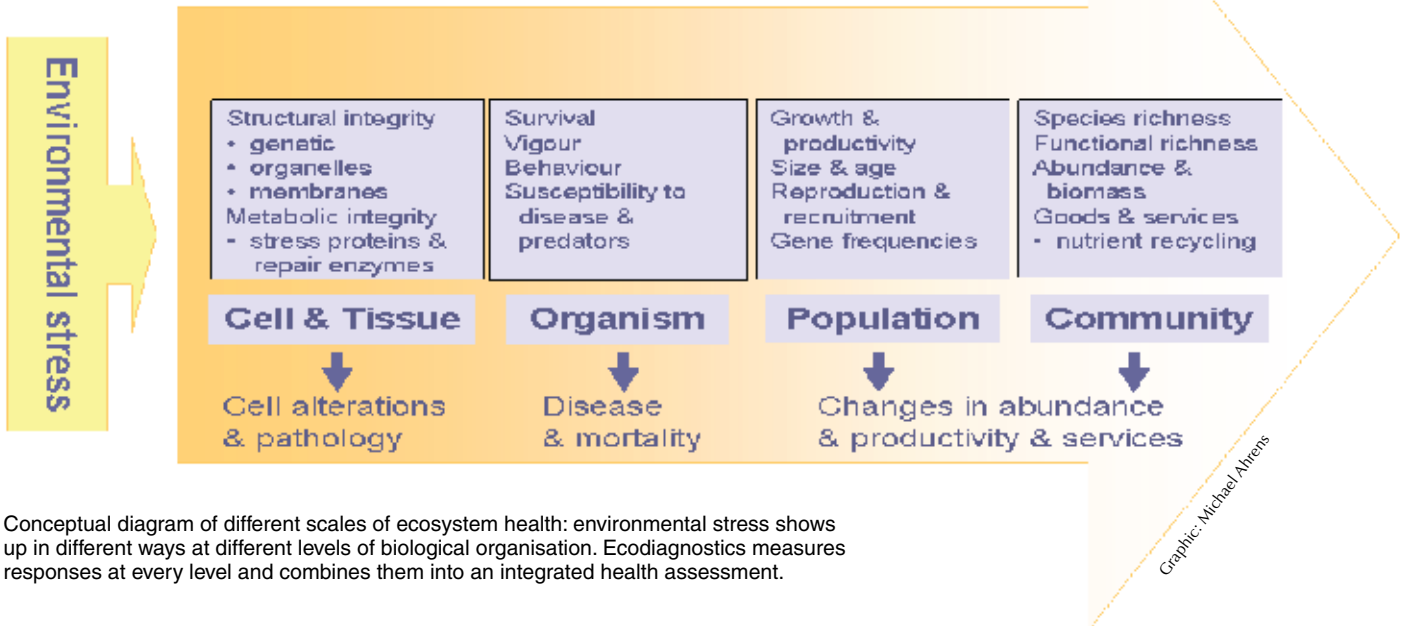 Environmental stress
Structural integrity
• genetic
• organelles
• membranes
Metabolic integrity
- stress proteins &
repair enzymes
Cell & Tissue
Cell alterations
& pathology
Survival
Vigour
Behaviour
Susceptibility to
disease &
predators
Organism
Disease
& mortality
Growth &
productivity
Size & age
Reproduction &
recruitment
Gene frequencies
Population
Species richness
Functional richness
Abundance &
biomass
Goods & services
- nutrient recycling
Community
Changes in abundance
& productivity & services
Graphic: Michael Ahrens
Conceptual diagram of different scales of ecosystem health: environmental stress shows
up in different ways at different levels of biological organisation. Ecodiagnostics measures
responses at every level and combines them into an integrated health assessment.